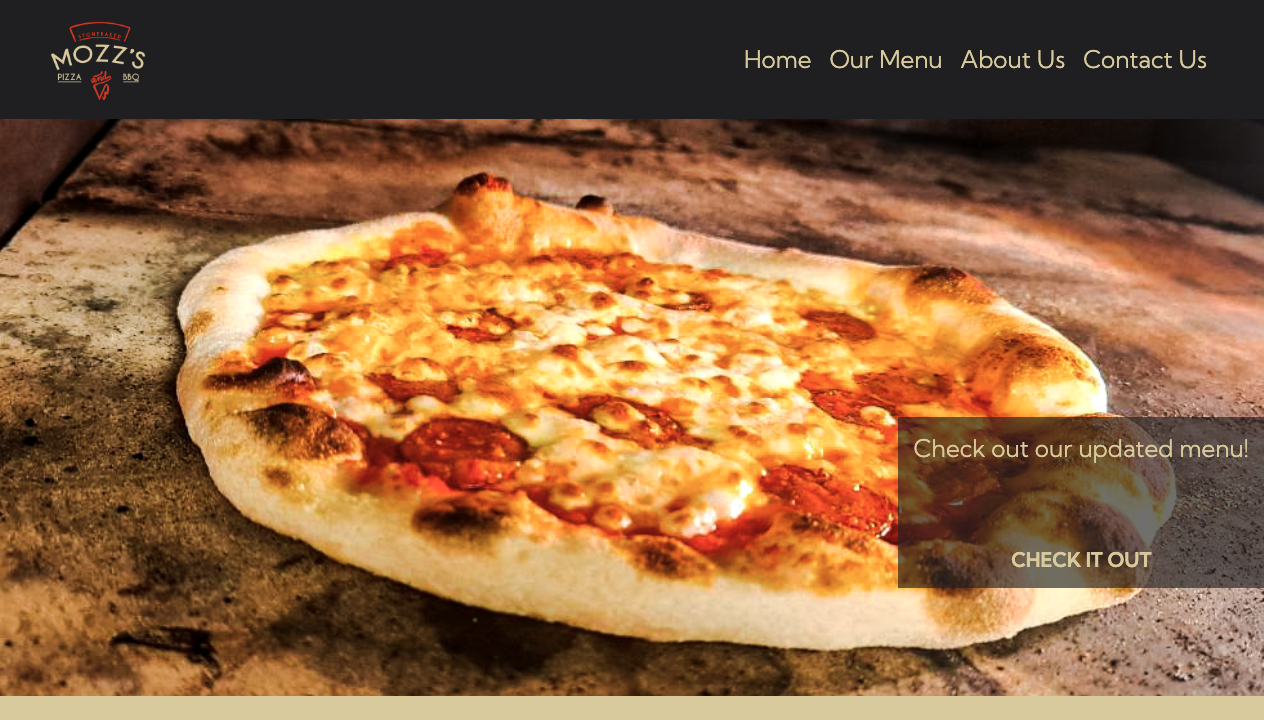 STONEBAKED
MOZZ'S
PIZZA and BBQ
Home Our Menu About Us Contact Us
Check out our updated menu!
CHECK IT OUT